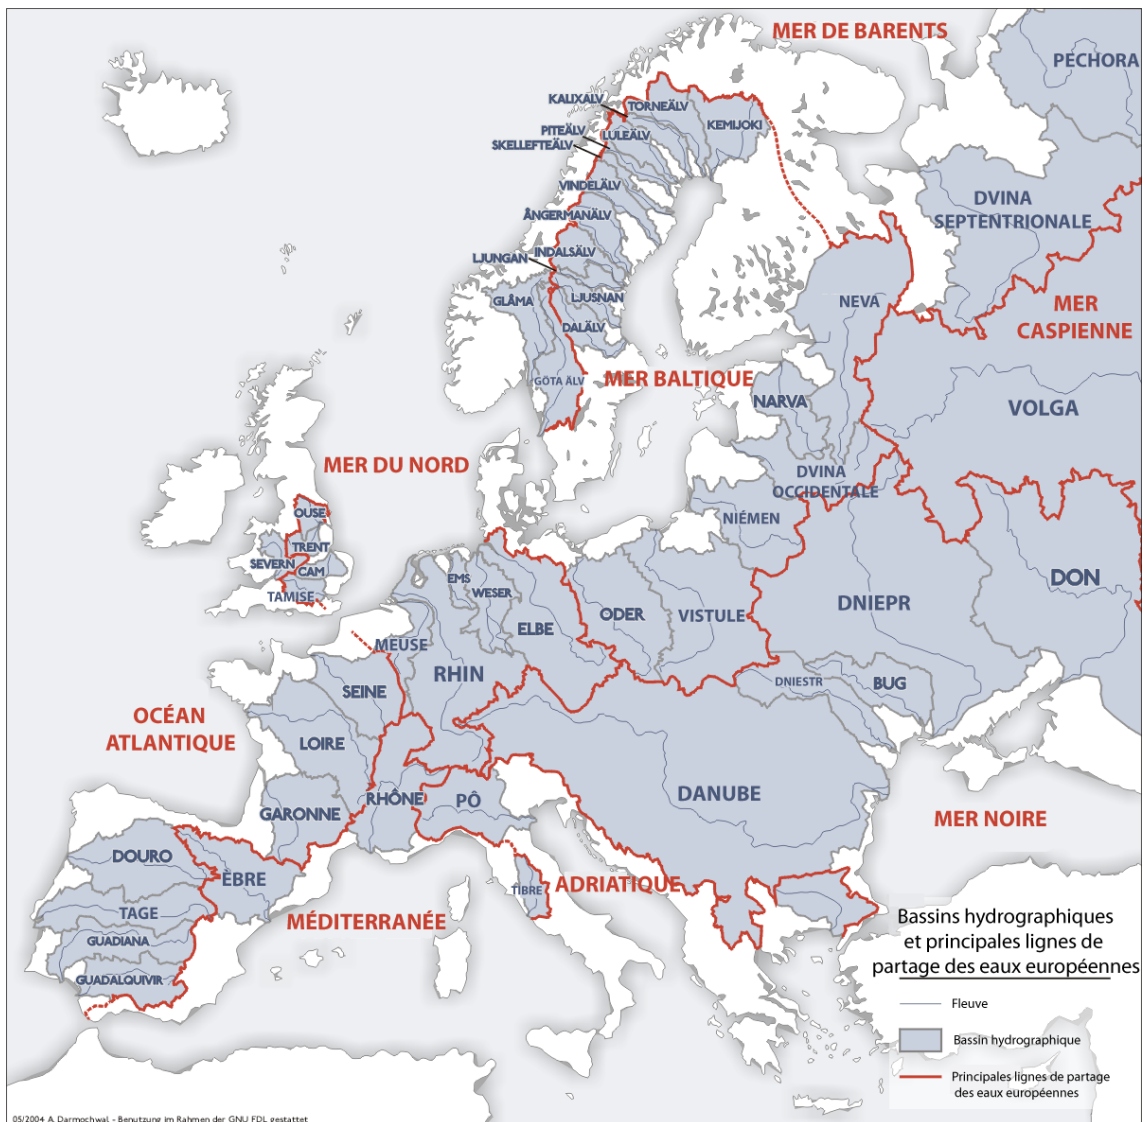 MER DE BARENTS
PECHORA
KALIXÄLV
TORNEÄLV
KEMIJOKI
PITEÄLV
LULEÄLV
SKELLEFTEÄLV
VINDELÄLV
DVINA
SEPTENTRIONALE
ÅNGERMANÄLV
INDALSÄLV
LJUNGAN
GLÅMA
LJUSNAN
NEVA
MER
CASPIENNE
DALÄLV
GÖTA ÄLV
MER BALTIQUE
NARVA
VOLGA
MER DU NORD
DVINA
OCCIDENTALE
OUSE
NIÉMEN
TRENT
SEVERN
CAM
TAMISE
EMS
WESER
ELBE
ODER
VISTULE
DNIEPR
DON
MEUSE
RHIN
SEINE
DNIESTR
BUG
OCÉAN
ATLANTIQUE
LOIRE
DANUBE
RHÔNE
PÔ
GARONNE
MER NOIRE
DOURO
ÈBRE
TIBRE
ADRIATIQUE
TAGE
MÉDITERRANÉE
GUADIANA
GUADALQUIVIR
Bassins hydrographiques
et principales lignes de
partage des eaux européennes
Fleuve
Bassin hydrographique
Principales lignes de partage
des eaux européennes
05/2004 A. Darmochwal - Benutzung im Rahmen der GNU FDL gestattet